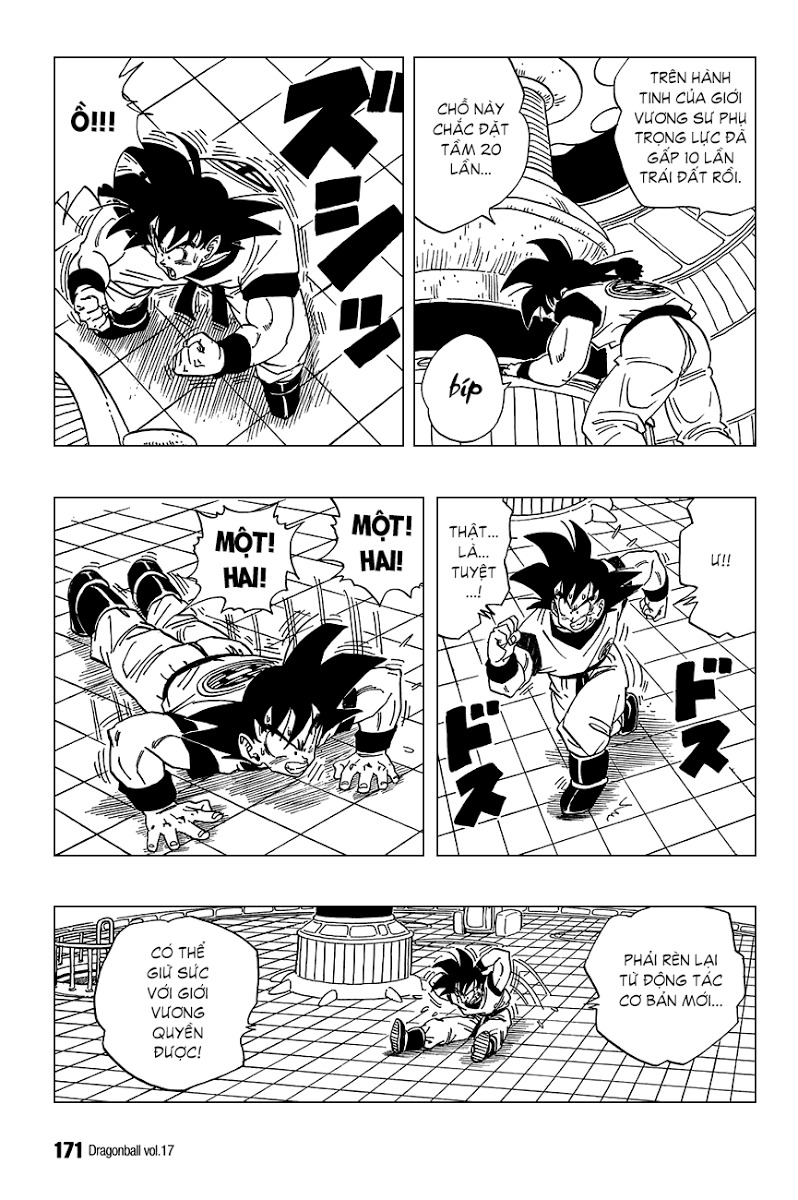 TRÊN HÀNH
TINH CỦA GIỚI
VƯƠNG SƯ PHỤ
TRỌNG LỰC ĐÃ
GẤP 10 LẦN
TRÁI ĐẤT RỒI.
CHỖ NÀY
CHẮC ĐẶT
TẦM 20
LẦN...
bíp
Ồ!!!
ズシッ
Ư!!
THẬT...
LÀ...
TUYỆT
...!
ドス
ドス
MỘT!
HAI!
MỘT!
HAI!
PHẢI RÈN LẠI
TỪ ĐỘNG TÁC
CƠ BẢN MỚI...
CÓ THỂ
GIỮ SỨC
VỚI GIỚI
VƯƠNG
QUYỀN
ĐƯỢC!
171 Dragonball vol.17